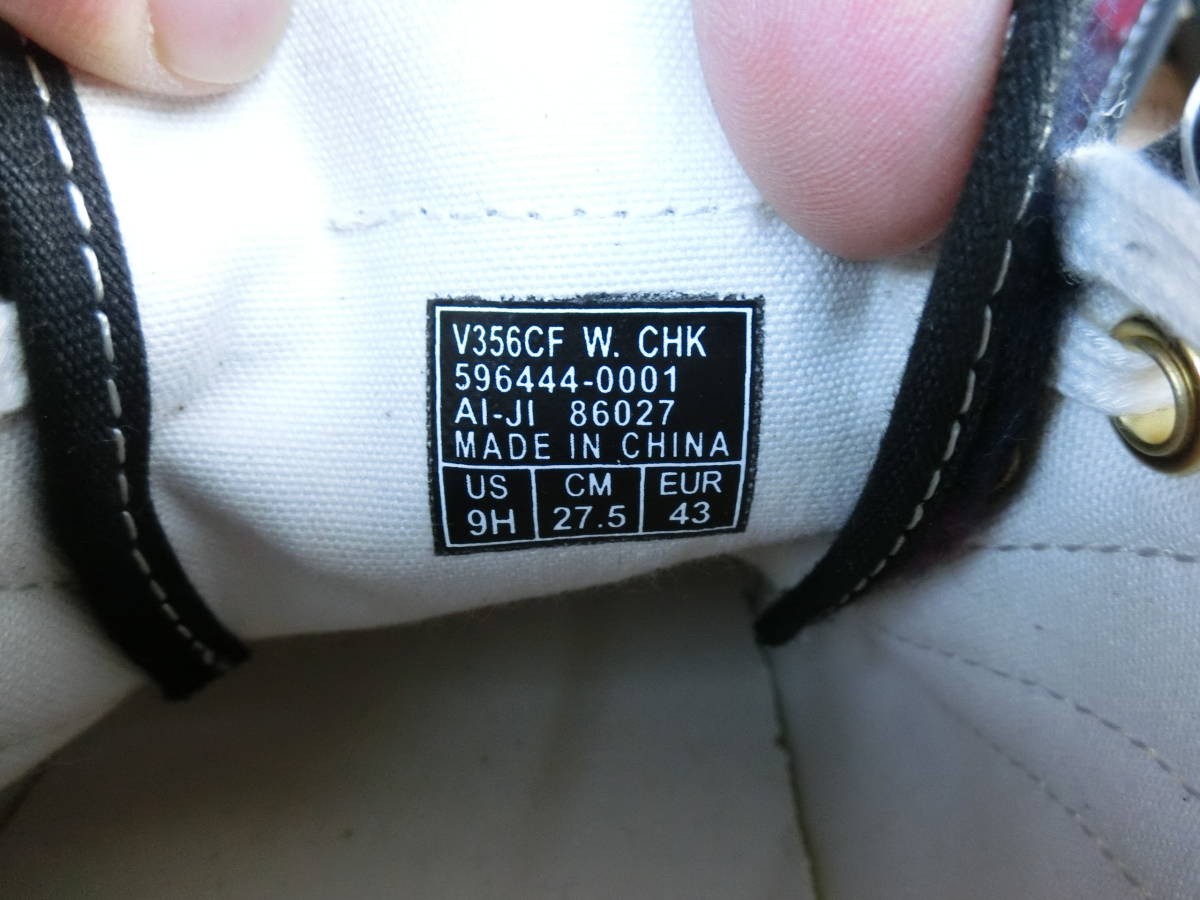 V356CF W. CHK
596444-0001
AI-JI 86027
MADE IN CHINA
US CM EUR
9H 27.5 43